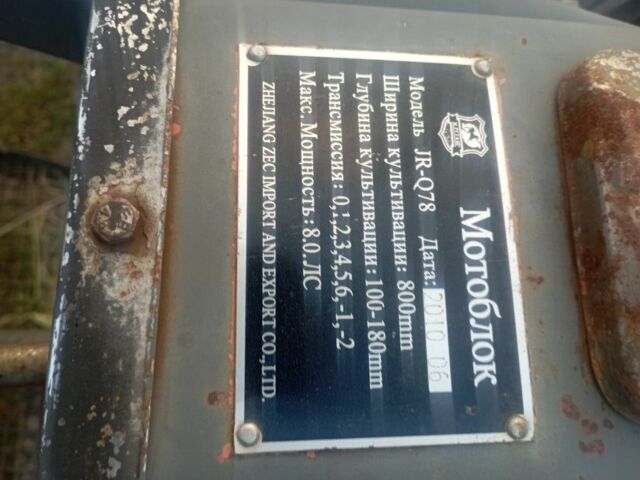 Мотоблок
Модель JR-Q78 Дата: 2010 06
Ширина культивации: 800mm
Глубина культивации: 100-180mm
Трансмиссия: 0,1,2,3,4,5,6,-1,-2
Макс. Мощность: 8.0.ЛС
ZHEJIANG ZEC IMPORT AND EXPORT CO.,LTD.